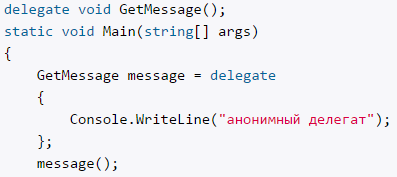 delegate void GetMessage();
static void Main(string[] args)
{
    GetMessage message = delegate
    {
        Console.WriteLine("анонимный делегат");
    };
    message();